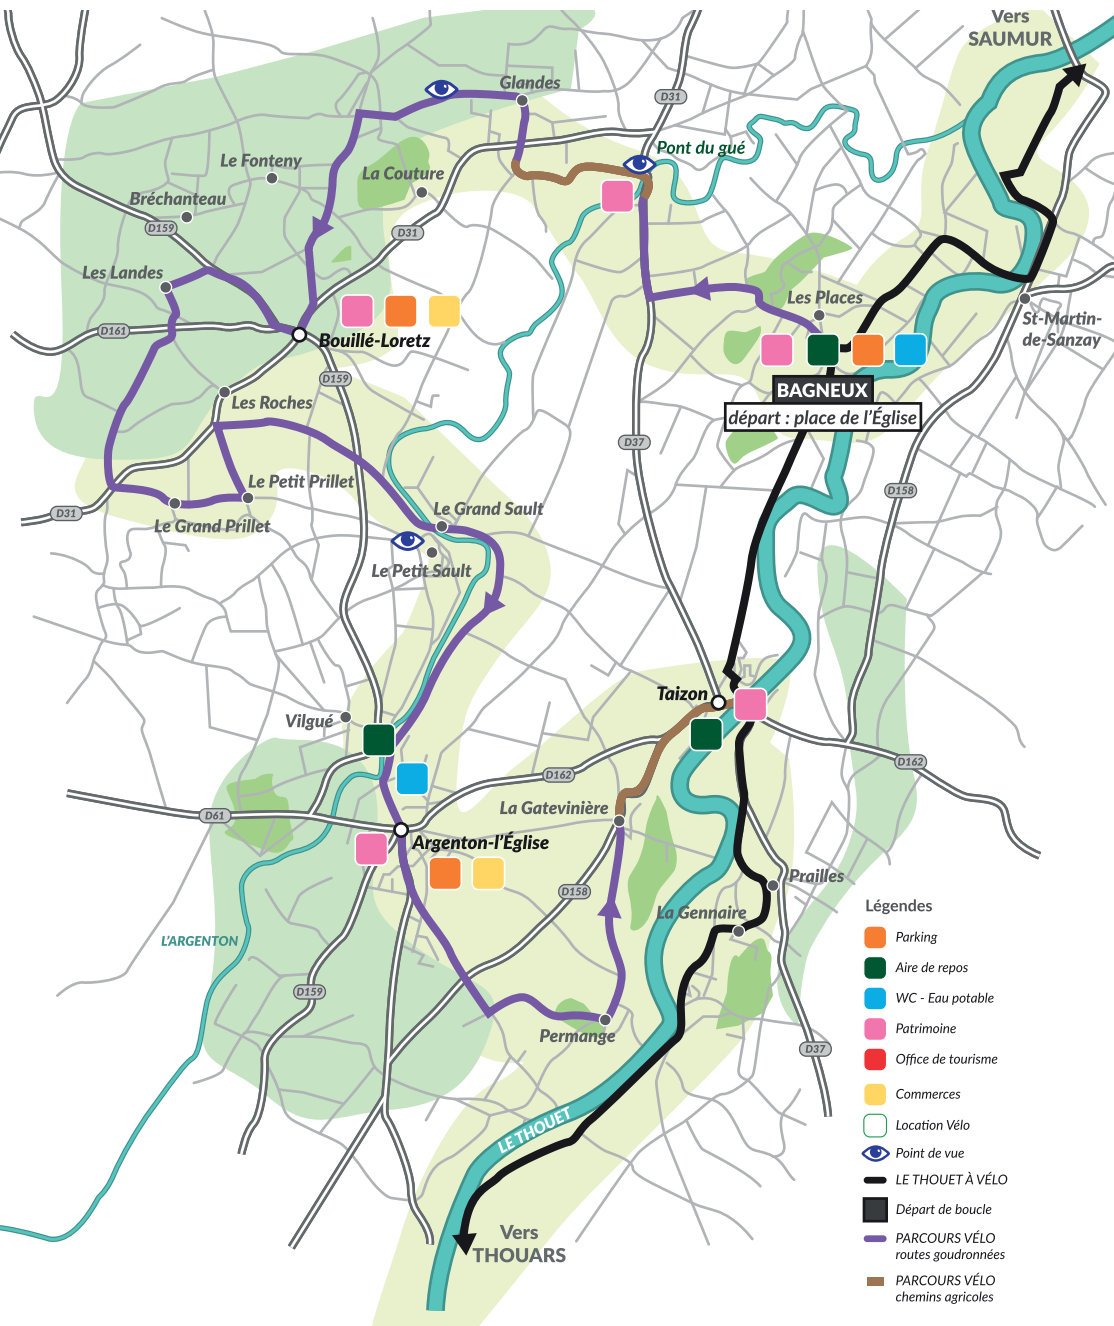 Vers
SAUMUR
Glandes
D31
Pont du gué
Le Fonteny
La Couture
Bréchanteau
D159
D31
Les Landes
Les Places
D161
Bouillé-Loretz
St-Martin-
de-Sanzay
D159
BAGNEUX
départ : place de l'Église
Les Roches
D37
Le Petit Prillet
D158
D31
Le Grand Prillet
Le Grand Sault
Le Petit Sault
Taizon
Vilgué
D162
D162
La Gatevinière
D61
Argenton-l'Église
Prailles
D158
La Gennaire
L'ARGENTON
D159
Permange
D37
LE THOUET
Vers
THOUARS
Légendes
Parking
Aire de repos
WC - Eau potable
Patrimoine
Office de tourisme
Commerces
Location Vélo
Point de vue
LE THOUET À VÉLO
Départ de boucle
PARCOURS VÉLO
routes goudronnées
PARCOURS VÉLO
chemins agricoles